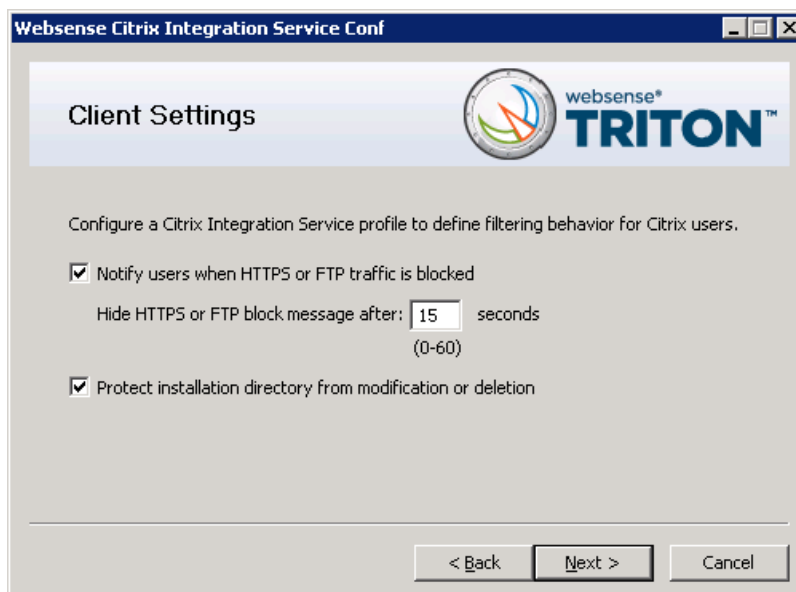 Websense Citrix Integration Service Conf
Client Settings
websense®
TRITON™
Configure a Citrix Integration Service profile to define filtering behavior for Citrix users.
Notify users when HTTPS or FTP traffic is blocked
Hide HTTPS or FTP block message after: 15 seconds
(0-60)
Protect installation directory from modification or deletion
< Back Next > Cancel